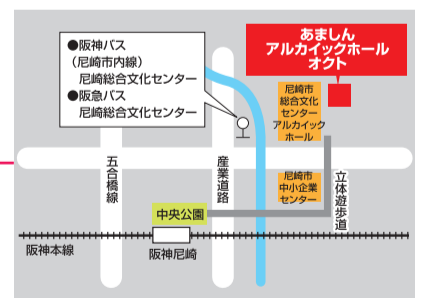 ●阪神バス
（尼崎市内線）
尼崎総合文化センター
●阪急バス
尼崎総合文化センター
あましん
アルカイックホール
オクト
尼崎市
総合文化
センター
アルカイック
ホール
五合橋線
産業道路
尼崎市
中小企業
センター
立体遊歩道
中央公園
阪神本線
阪神尼崎